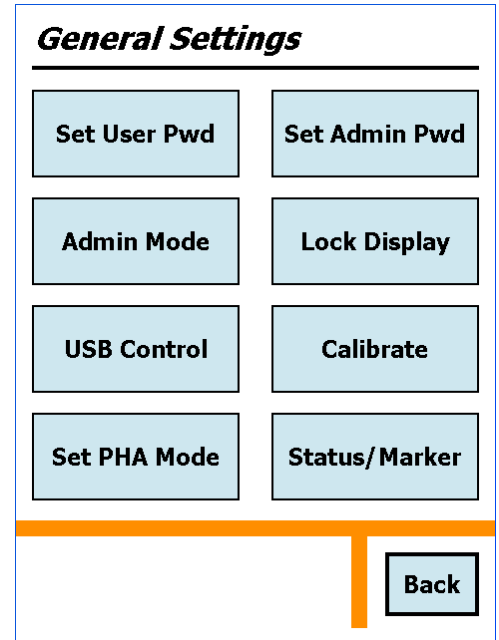 General Settings
Set User Pwd
Set Admin Pwd
Admin Mode
Lock Display
USB Control
Calibrate
Set PHA Mode
Status/Marker
Back